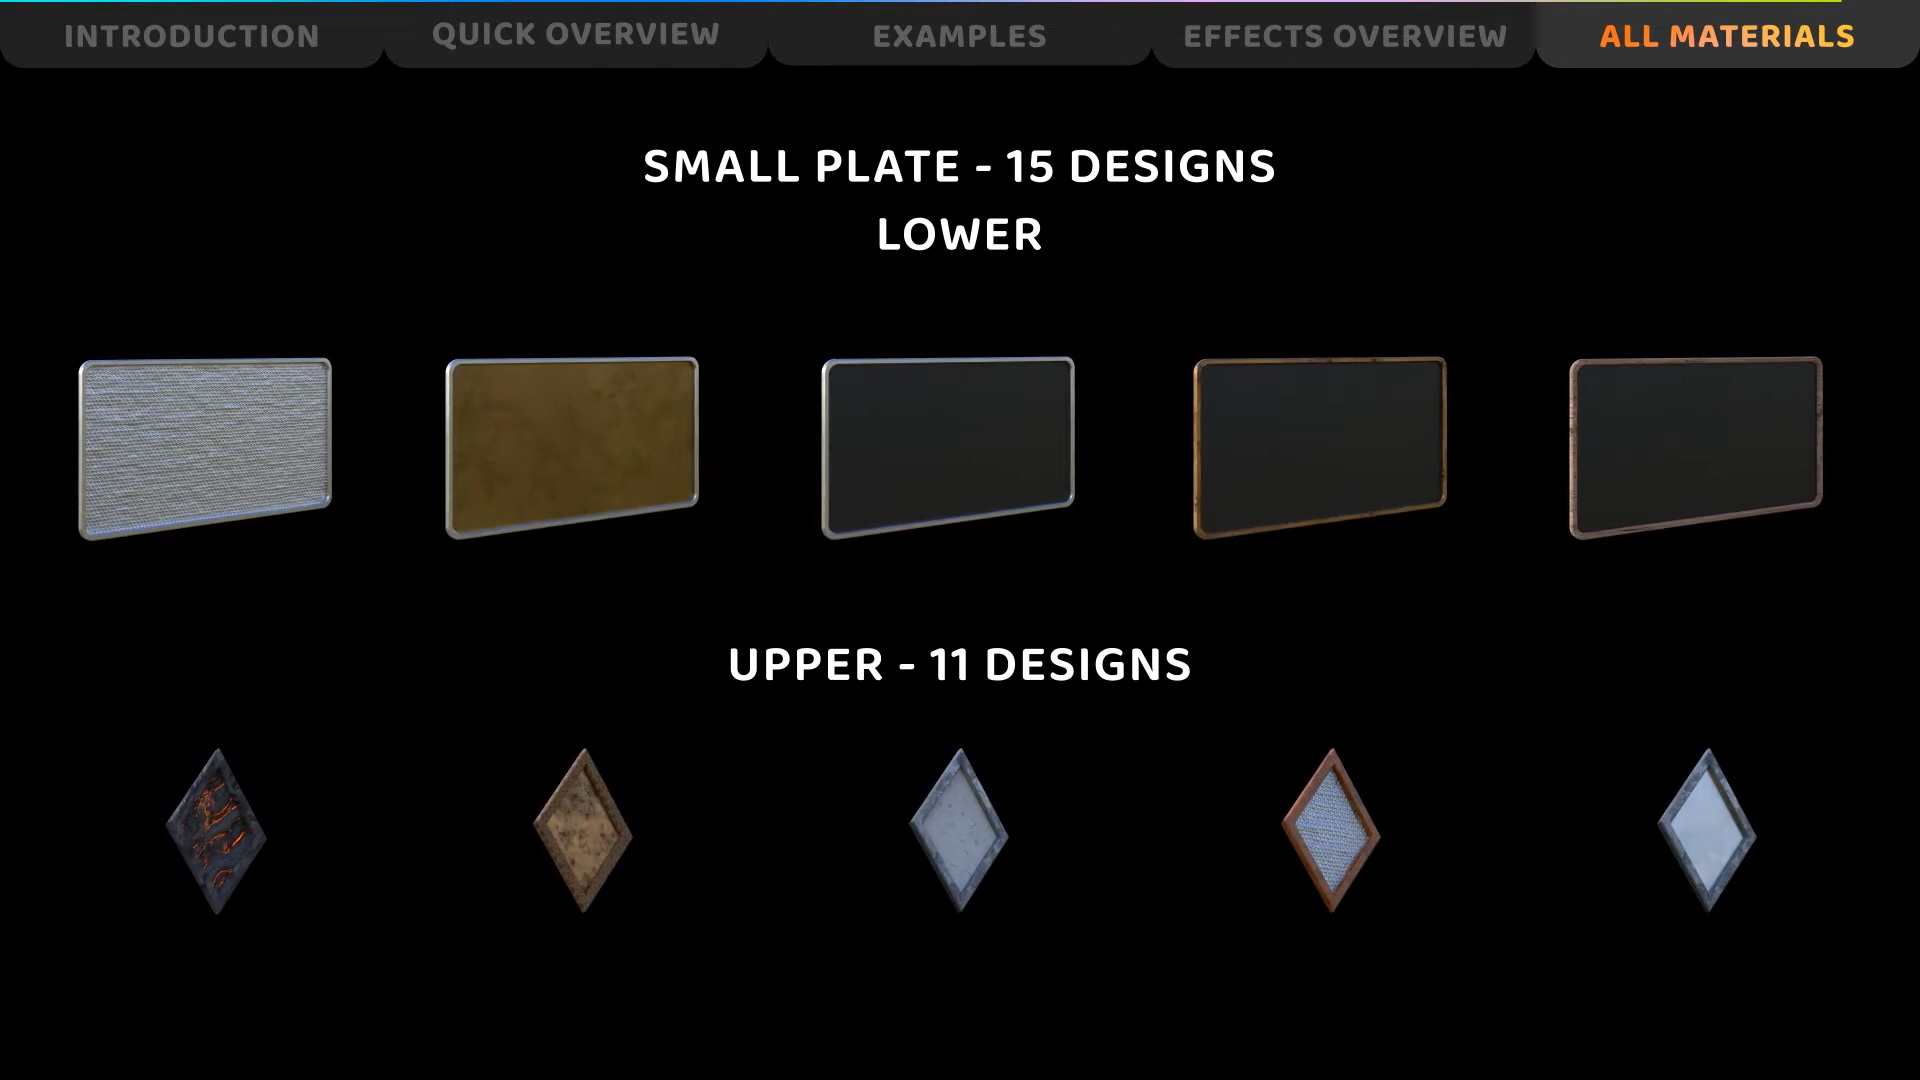 INTRODUCTION
QUICK OVERVIEW
EXAMPLES
EFFECTS OVERVIEW
ALL MATERIALS
SMALL PLATE - 15 DESIGNS
LOWER
UPPER - 11 DESIGNS